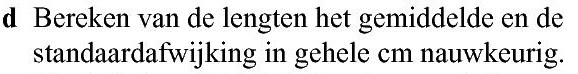 d Bereken van de lengten het gemiddelde en de
standaardafwijking in gehele cm nauwkeurig.